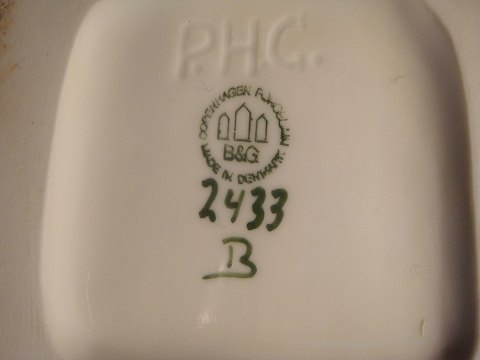 P.H.G.
COPENHAGEN PORCELAIN
B&G
MADE IN DENMARK
2433
B